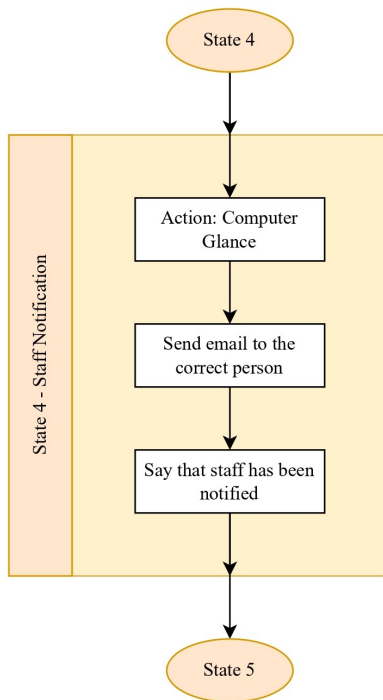 State 4
State 4 - Staff Notification
Action: Computer
Glance
Send email to the
correct person
Say that staff has been
notified
State 5